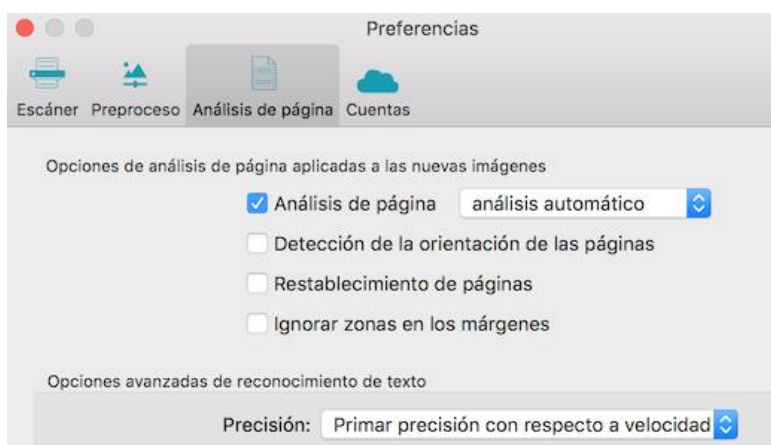 Preferencias
Escáner Preproceso Análisis de página Cuentas
Opciones de análisis de página aplicadas a las nuevas imágenes
Análisis de página análisis automático
Detección de la orientación de las páginas
Restablecimiento de páginas
Ignorar zonas en los márgenes
Opciones avanzadas de reconocimiento de texto
Precisión: Primar precisión con respecto a velocidad